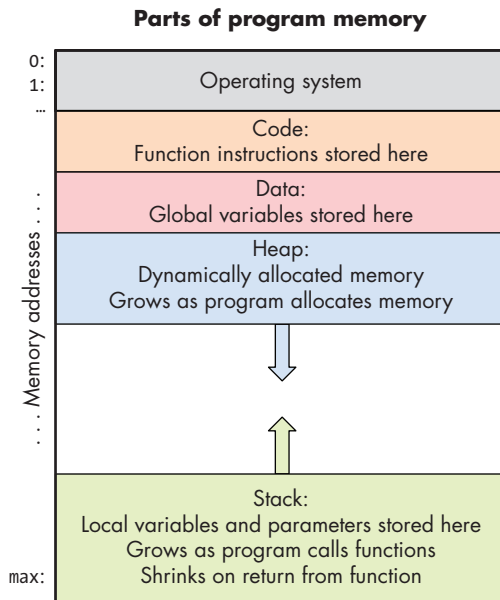 Parts of program memory
0:
1:
…
Operating system
Code:
Function instructions stored here
Data:
Global variables stored here
Heap:
Dynamically allocated memory
Grows as program allocates memory
. . . . Memory addresses . . . .
Stack:
Local variables and parameters stored here
Grows as program calls functions
max:
Shrinks on return from function